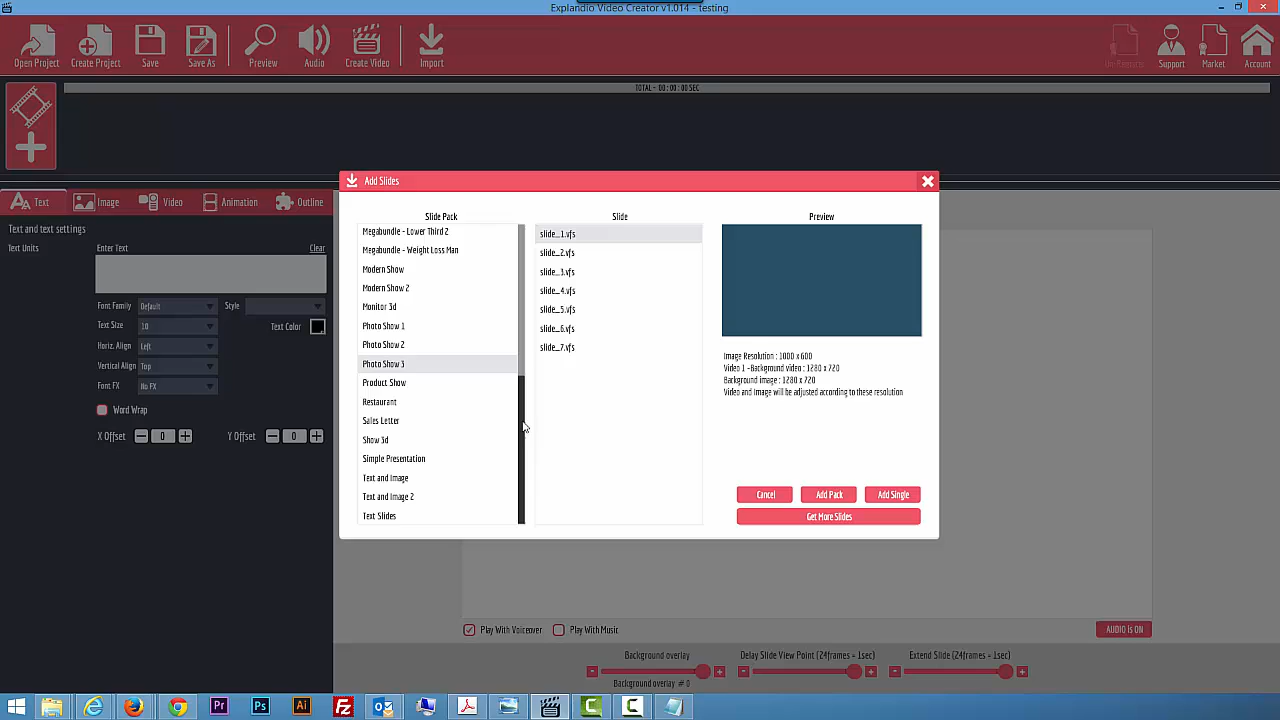 Explandio Video Creator v1.014 - testing
Open Project
Create Project
Save
Save As
Preview
Audio
Create Video
Import
Support
Market
Account
TOTAL - 00 : 00 : 00 SEC
Text
Image
Video
Animation
Outline
Text and text settings
Text Units
Enter Text
Clear
Font Family
Default
Style
Text Size
10
Text Color
Horiz. Align
Left
Vertical Align
Top
Font FX
No FX
Word Wrap
X Offset
0
Y Offset
0
Add Slides
Slide Pack
Slide
Preview
Megabundle - Lower Third 2
Megabundle - Weight Loss Man
Modern Show
Modern Show 2
Monitor 3d
Photo Show 1
Photo Show 2
Photo Show 3
Product Show
Restaurant
Sales Letter
Show 3d
Simple Presentation
Text and Image
Text and Image 2
Text Slides
slide_1.vfs
slide_2.vfs
slide_3.vfs
slide_4.vfs
slide_5.vfs
slide_6.vfs
slide_7.vfs
Image Resolution : 1000 x 600
Video 1 -Background video : 1280 x 720
Background image : 1280 x 720
Video and image will be adjusted according to these resolution
Cancel
Add Pack
Add Single
Get More Slides
Play With Voiceover
Play With Music
AUDIO is ON
Background overlay
Delay Slide View Point (24frames = 1sec)
Extend Slide (24frames = 1sec)
Background overlay # 0
Pr
Ps
Ai
Fz